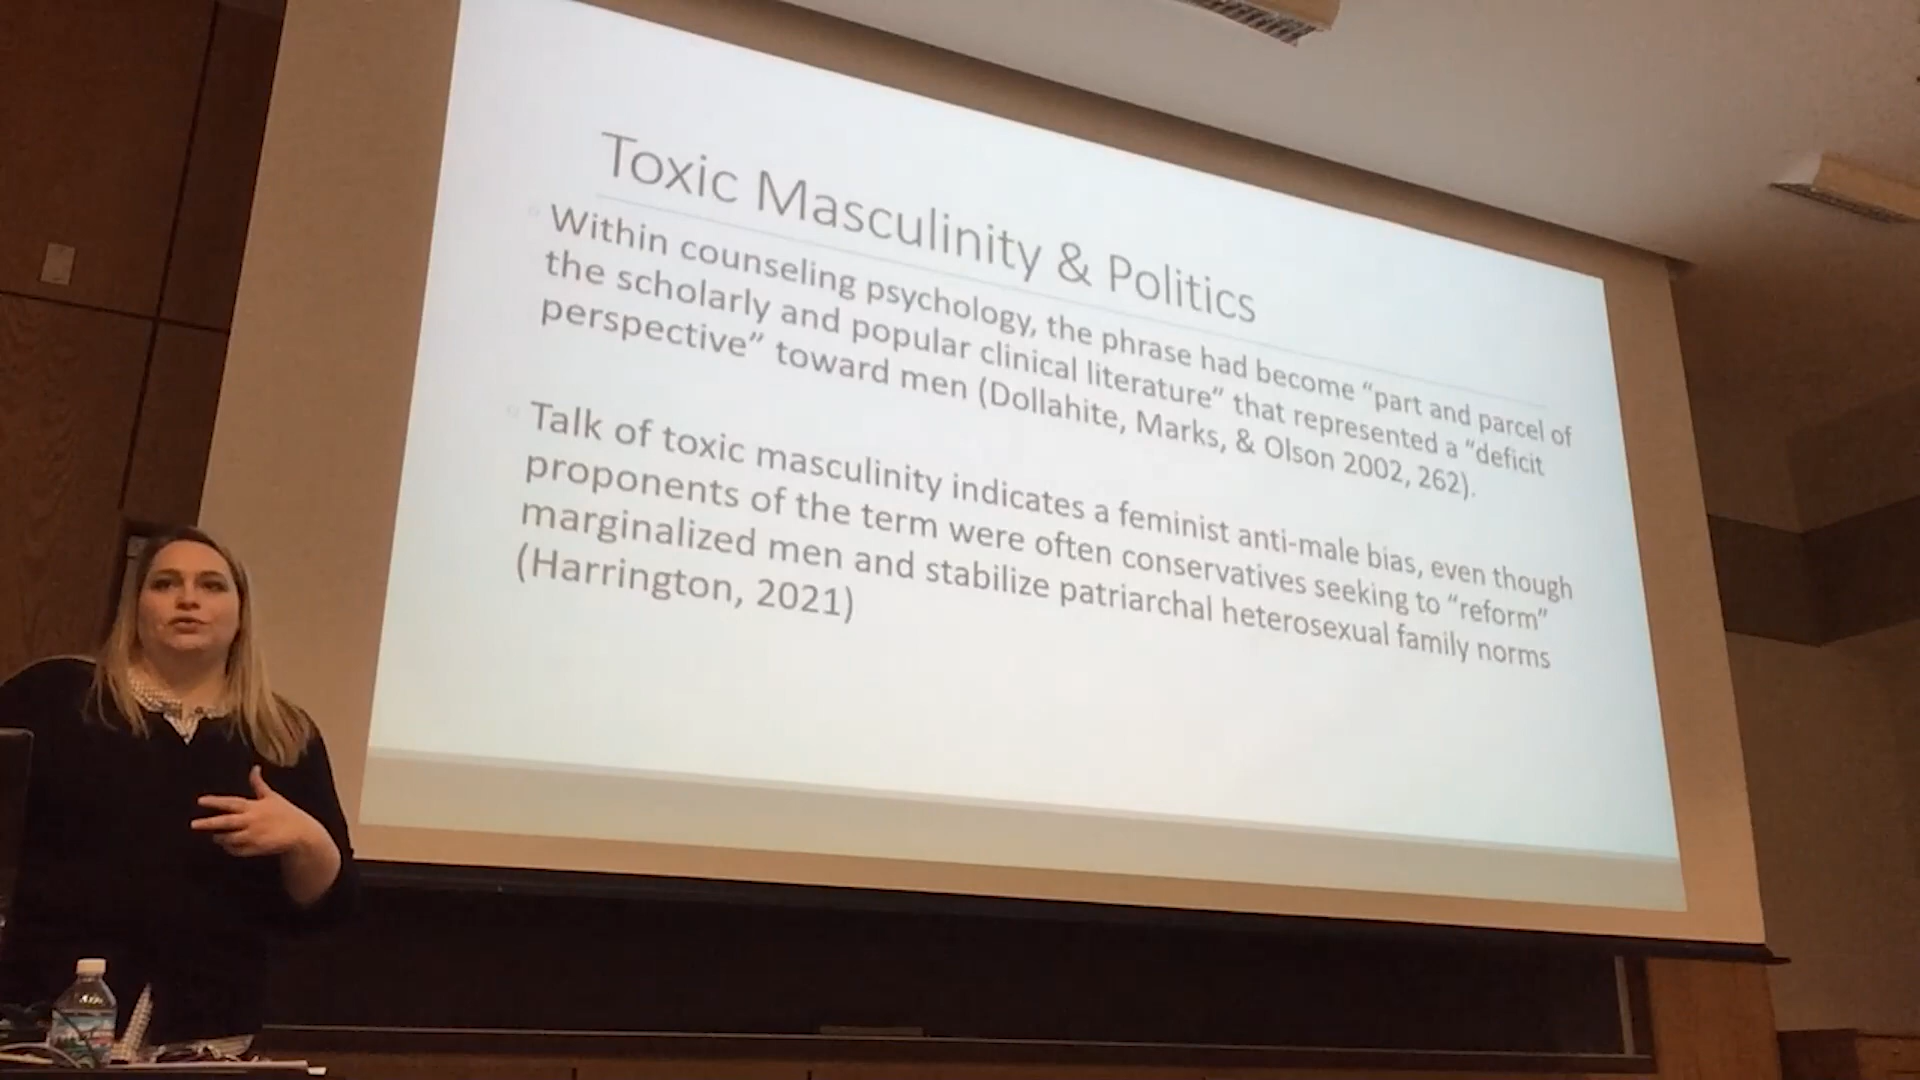 Toxic Masculinity & Politics
Within counseling psychology, the phrase had become “part and parcel of
the scholarly and popular clinical literature” that represented a “deficit
perspective” toward men (Dollahite, Marks, & Olson 2002, 262).
Talk of toxic masculinity indicates a feminist anti-male bias, even though
proponents of the term were often conservatives seeking to “reform”
marginalized men and stabilize patriarchal heterosexual family norms
(Harrington, 2021)